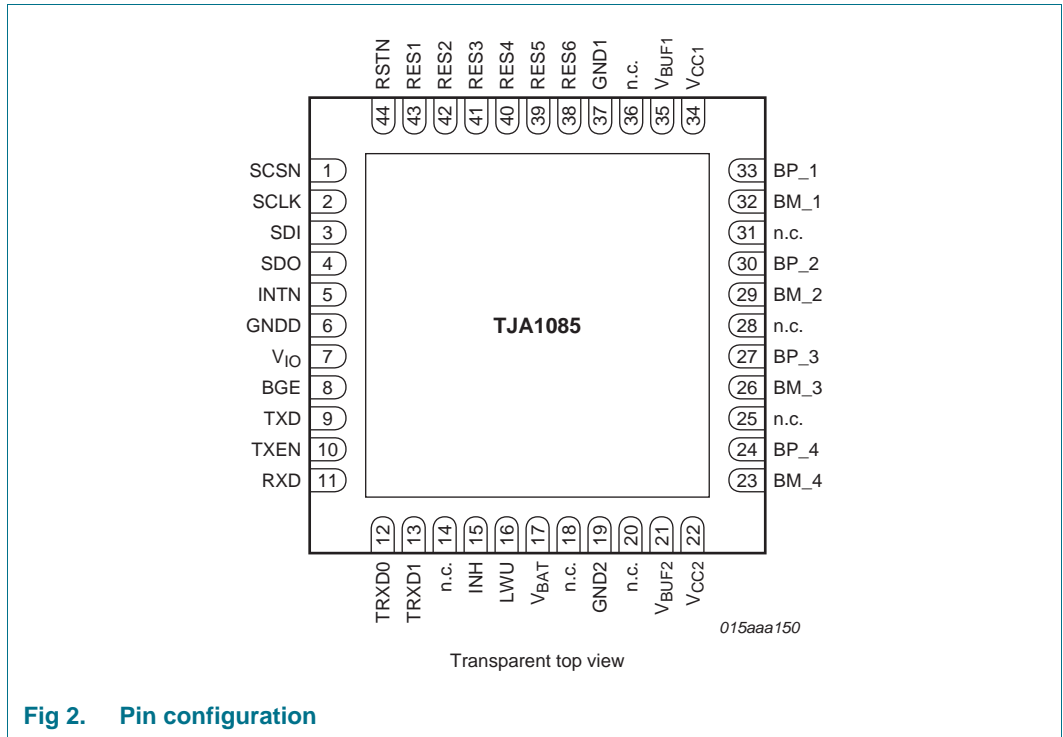 RSTN RES1 RES2 RES3 RES4 RES5 RES6 GND1 n.c. VBUF1 VCC1
44 43 42 41 40 39 38 37 36 35 34
SCSN 1 33 BP_1
SCLK 2 32 BM_1
SDI 3 31 n.c.
SDO 4 30 BP_2
INTN 5 29 BM_2
GNDD 6 TJA1085 28 n.c.
VIO 7 27 BP_3
BGE 8 26 BM_3
TXD 9 25 n.c.
TXEN 10 24 BP_4
RXD 11 23 BM_4
12 13 14 15 16 17 18 19 20 21 22
TRXD0 TRXD1 n.c. INH LWU VBAT n.c. GND2 n.c. VBUF2 VCC2
015aaa150
Transparent top view
Fig 2. Pin configuration